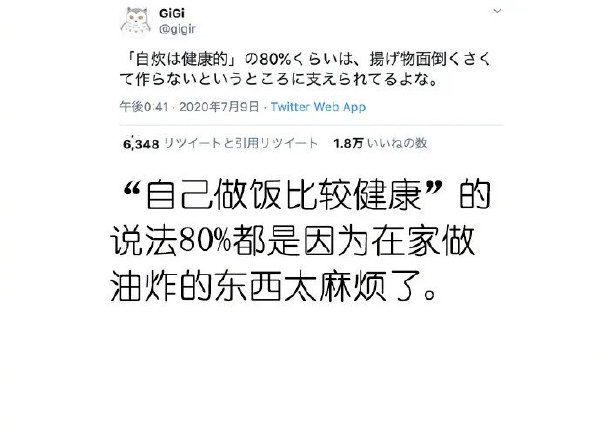 GiGi
@gigir
「自炊は健康的」の80%くらいは、揚げ物面倒くさく
て作らないというところに支えられてるよな。
午後0:41 · 2020年7月9日 · Twitter Web App
6,348 リツイートと引用リツイート 1.8万 いいねの数
“自己做饭比较健康”的
说法80%都是因为在家做
油炸的东西太麻烦了。